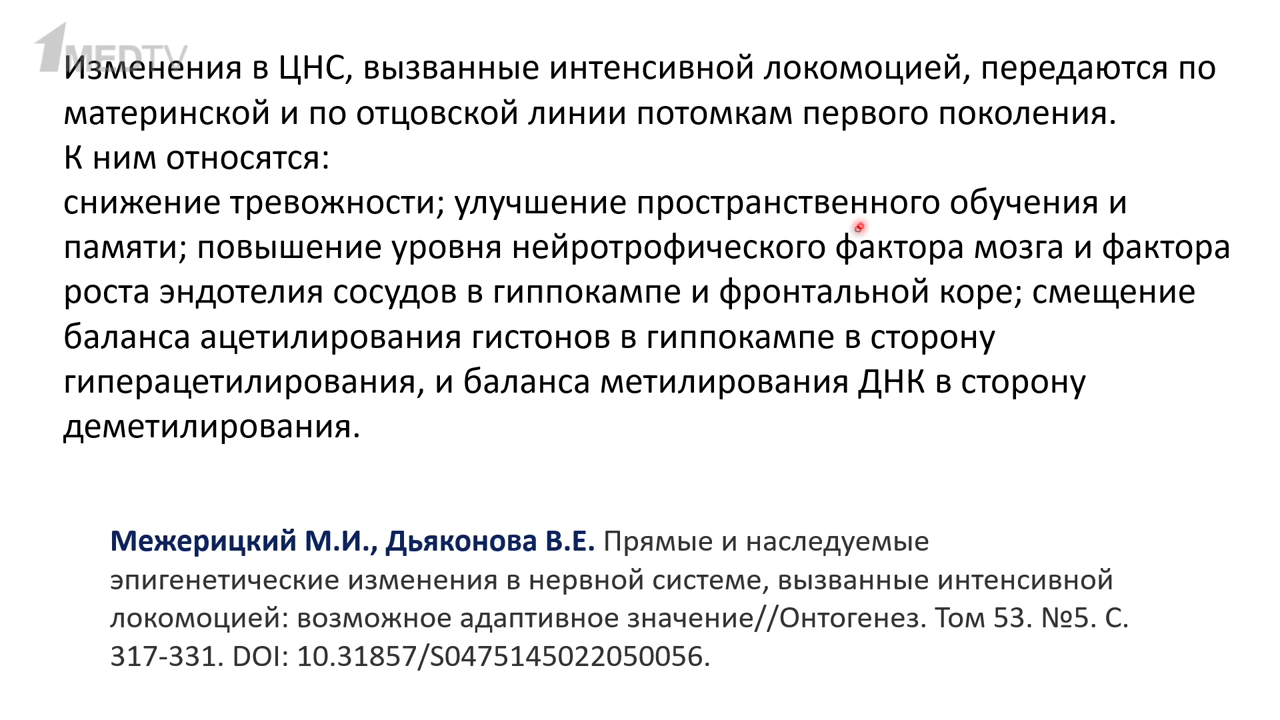 1MEDTV
Изменения в ЦНС, вызванные интенсивной локомоцией, передаются по
материнской и по отцовской линии потомкам первого поколения.
К ним относятся:
снижение тревожности; улучшение пространственного обучения и
памяти; повышение уровня нейротрофического фактора мозга и фактора
роста эндотелия сосудов в гиппокампе и фронтальной коре; смещение
баланса ацетилирования гистонов в гиппокампе в сторону
гиперацетилирования, и баланса метилирования ДНК в сторону
деметилирования.
Межерицкий М.И., Дьяконова В.Е. Прямые и наследуемые
эпигенетические изменения в нервной системе, вызванные интенсивной
локомоцией: возможное адаптивное значение//Онтогенез. Том 53. №5. С.
317-331. DOI: 10.31857/S0475145022050056.